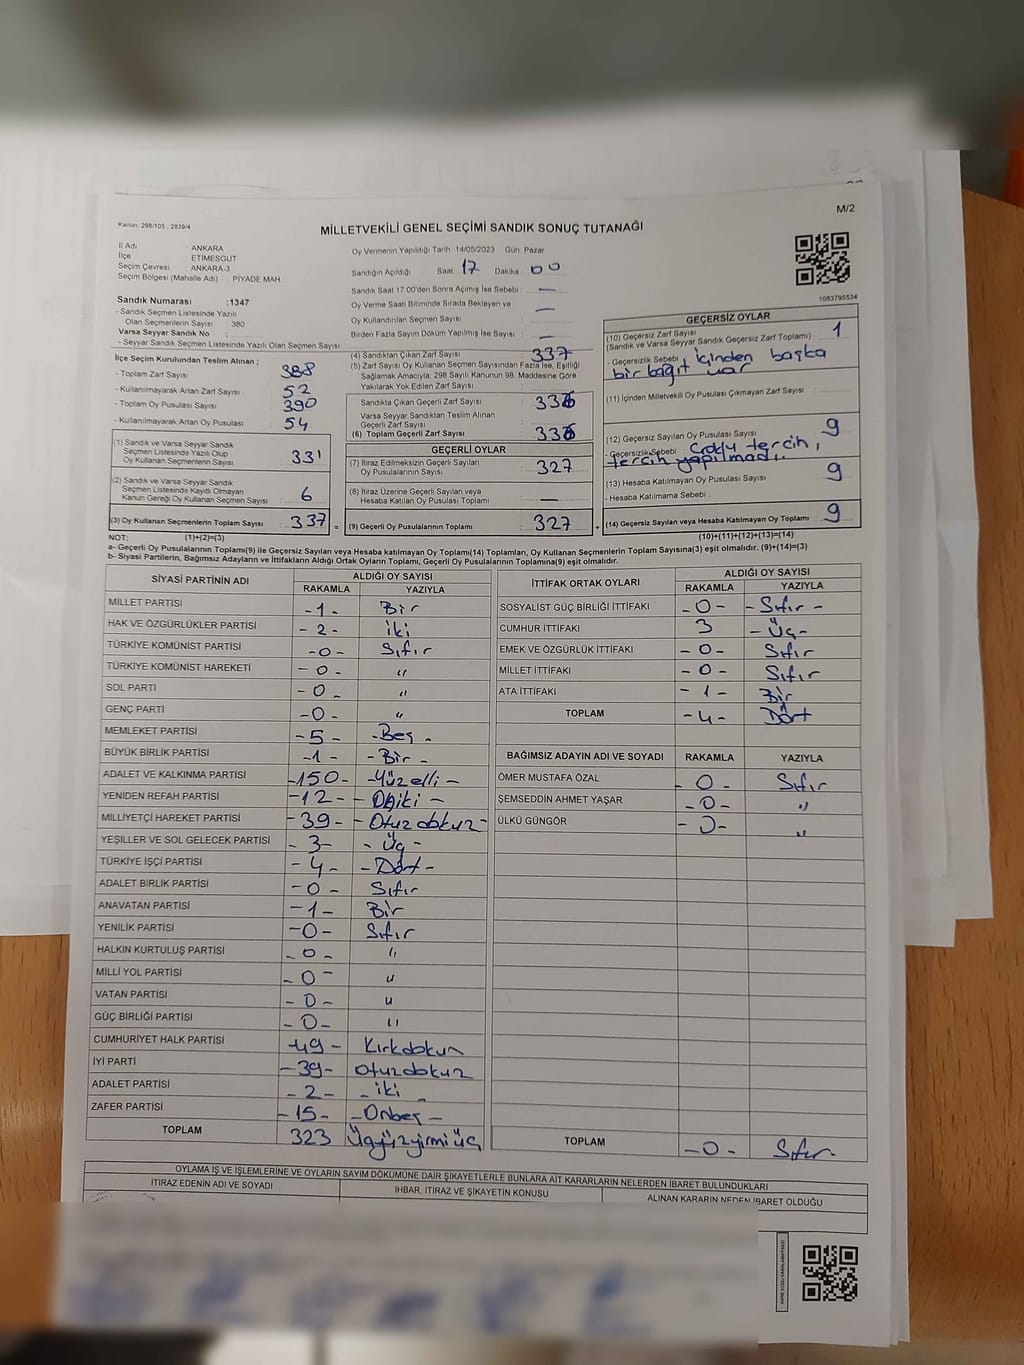 M/2
Kanun: 298/105 ; 2839/4
MİLLETVEKİLİ GENEL SEÇİMİ SANDIK SONUÇ TUTANAĞI
İl Adı : ANKARA
İlçe : ETİMESGUT
Seçim Çevresi : ANKARA-3
Seçim Bölgesi (Mahalle Adı) : PİYADE MAH.
Oy Vermenin Yapıldığı Tarih :14/05/2023 Gün: Pazar
Sandığın Açıldığı Saat : 17 Dakika : 00
Sandık Saat 17.00'den Sonra Açımış İse Sebebi : —
Oy Verme Saati Bitiminde Sırada Bekleyen ve
Oy Kullandırılan Seçmen Sayısı : —
Birden Fazla Sayım Döküm Yapılmış İse Sayısı : —
1083795534
Sandık Numarası :1347
- Sandık Seçmen Listesinde Yazılı
Olan Seçmenlerin Sayısı : 380
Varsa Seyyar Sandık No :
- Seyyar Sandık Seçmen Listesinde Yazılı Olan Seçmen Sayısı :
İlçe Seçim Kurulundan Teslim Alınan ;
- Toplam Zarf Sayısı : 388
- Kullanılmayarak Artan Zarf Sayısı : 52
- Toplam Oy Pusulası Sayısı : 390
- Kullanılmayarak Artan Oy Pusulası : 54
(1) Sandık ve Varsa Seyyar Sandık
Seçmen Listesinde Yazılı Olup
Oy Kullanan Seçmenlerin Sayısı : 331
(2) Sandık ve Varsa Seyyar Sandık
Seçmen Listesinde Kayıtlı Olmayan
Kanun Gereği Oy Kullanan Seçmen Sayısı : 6
(3) Oy Kullanan Seçmenlerin Toplam Sayısı : 337 =
(4) Sandıktan Çıkan Zarf Sayısı : 337
(5) Zarf Sayısı Oy Kullanan Seçmen Sayısından Fazla İse, Eşitliği
Sağlamak Amacıyla; 298 Sayılı Kanunun 98. Maddesine Göre
Yakılarak Yok Edilen Zarf Sayısı :
Sandıkta Çıkan Geçerli Zarf Sayısı : 336
Varsa Seyyar Sandıktan Teslim Alınan
Geçerli Zarf Sayısı :
(6) Toplam Geçerli Zarf Sayısı : 336
GEÇERLİ OYLAR
(7) İtiraz Edilmeksizin Geçerli Sayılan
Oy Pusulalarının Sayısı : 327
(8) İtiraz Üzerine Geçerli Sayılan veya
Hesaba Katılan Oy Pusulası Toplamı : —
(9) Geçerli Oy Pusulalarının Toplamı : 327 +
GEÇERSİZ OYLAR
(10) Geçersiz Zarf Sayısı : 1
(Sandık ve Varsa Seyyar Sandık Geçersiz Zarf Toplamı)
- Geçersizlik Sebebi : İçinden başka
bir kağıt var
(11) İçinden Milletvekili Oy Pusulası Çıkmayan Zarf Sayısı :
(12) Geçersiz Sayılan Oy Pusulası Sayısı : 9
- Geçersizlik Sebebi : Çoklu tercih,
tercih yapılmadı
(13) Hesaba Katılmayan Oy Pusulası Sayısı : 9
- Hesaba Katılmama Sebebi :
(14) Geçersiz Sayılan veya Hesaba Katılmayan Oy Toplamı : 9
NOT: (1)+(2)=(3) (10)+(11)+(12)+(13)=(14)
a- Geçerli Oy Pusulalarının Toplamı(9) ile Geçersiz Sayılan veya Hesaba katılmayan Oy Toplamı(14) Toplamları, Oy Kullanan Seçmenlerin Toplam Sayısına(3) eşit olmalıdır. (9)+(14)=(3)
b- Siyasi Partilerin, Bağımsız Adayların ve İttifakların Aldığı Ortak Oyların Toplamı, Geçerli Oy Pusulalarının Toplamına(9) eşit olmalıdır.
SİYASİ PARTİNİN ADI ALDIĞI OY SAYISI
RAKAMLA YAZIYLA
MİLLET PARTİSİ -1- Bir
HAK VE ÖZGÜRLÜKLER PARTİSİ -2- iki
TÜRKİYE KOMÜNİST PARTİSİ -0- Sıfır
TÜRKİYE KOMÜNİST HAREKETİ -0- "
SOL PARTİ -0- "
GENÇ PARTİ -0- "
MEMLEKET PARTİSİ -5- -Beş-
BÜYÜK BİRLİK PARTİSİ -1- -Bir-
ADALET VE KALKINMA PARTİSİ -150- -Yüzelli-
YENİDEN REFAH PARTİSİ -12- -Oniki-
MİLLİYETÇİ HAREKET PARTİSİ -39- -Otuzdokuz-
YEŞİLLER VE SOL GELECEK PARTİSİ -3- -Üç-
TÜRKİYE İŞÇİ PARTİSİ -4- -Dört-
ADALET BİRLİK PARTİSİ -0- Sıfır
ANAVATAN PARTİSİ -1- Bir
YENİLİK PARTİSİ -0- Sıfır
HALKIN KURTULUŞ PARTİSİ -0- "
MİLLİ YOL PARTİSİ -0- "
VATAN PARTİSİ -0- "
GÜÇ BİRLİĞİ PARTİSİ -0- "
CUMHURİYET HALK PARTİSİ -49- Kırkdokuz
İYİ PARTİ -39- otuzdokuz
ADALET PARTİSİ -2- -iki-
ZAFER PARTİSİ -15- -Onbeş-
TOPLAM 323 Üçyüzyirmiüç
İTTİFAK ORTAK OYLARI ALDIĞI OY SAYISI
RAKAMLA YAZIYLA
SOSYALİST GÜÇ BİRLİĞİ İTTİFAKI -0- -Sıfır-
CUMHUR İTTİFAKI 3 -Üç-
EMEK VE ÖZGÜRLÜK İTTİFAKI -0- Sıfır
MİLLET İTTİFAKI -0- Sıfır
ATA İTTİFAKI -1- Bir
TOPLAM -4- Dört
BAĞIMSIZ ADAYIN ADI VE SOYADI RAKAMLA YAZIYLA
ÖMER MUSTAFA ÖZAL -0- Sıfır
ŞEMSEDDİN AHMET YAŞAR -0- "
ÜLKÜ GÜNGÖR -0- "
TOPLAM -0- Sıfır
OYLAMA İŞ VE İŞLEMLERİNE VE OYLARIN SAYIM DÖKÜMÜNE DAİR ŞİKAYETLERLE BUNLARA AİT KARARLARIN NELERDEN İBARET BULUNDUKLARI
İTİRAZ EDENİN ADI VE SOYADI
İHBAR, İTİRAZ VE ŞİKAYETİN KONUSU
ALINAN KARARIN NEDEN İBARET OLDUĞU